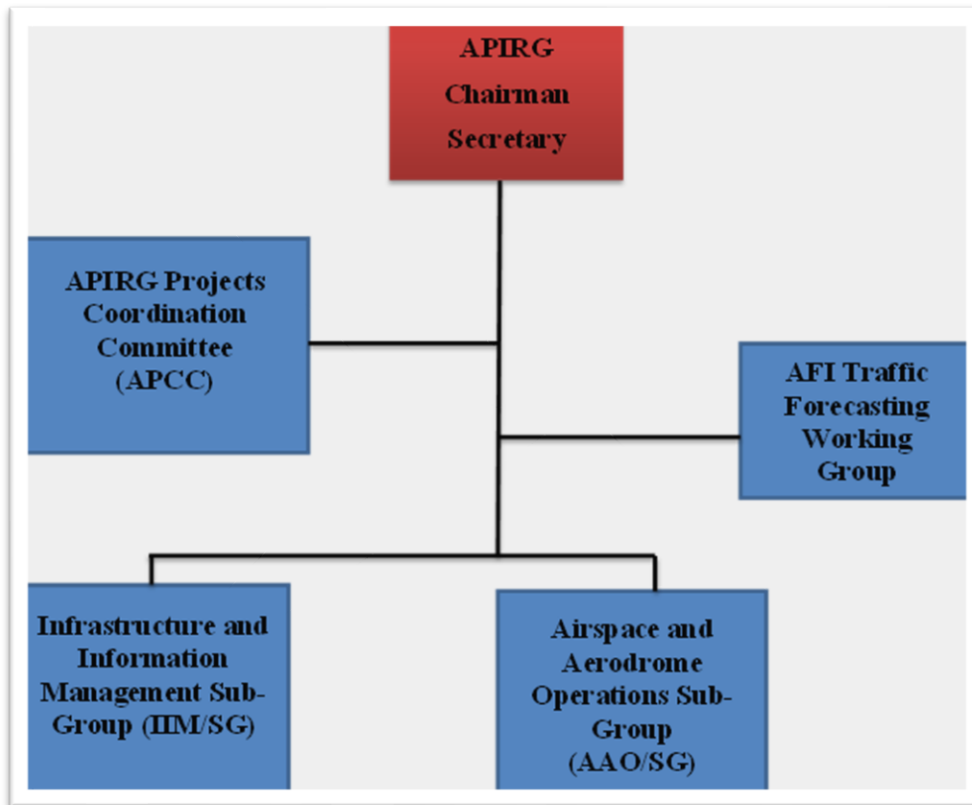 APIRG
Chairman
Secretary
APIRG Projects
Coordination
Committee
(APCC)
AFI Traffic
Forecasting
Working
Group
Infrastructure and
Information
Management Sub-
Group (IIM/SG)
Airspace and
Aerodrome
Operations Sub-
Group
(AAO/SG)